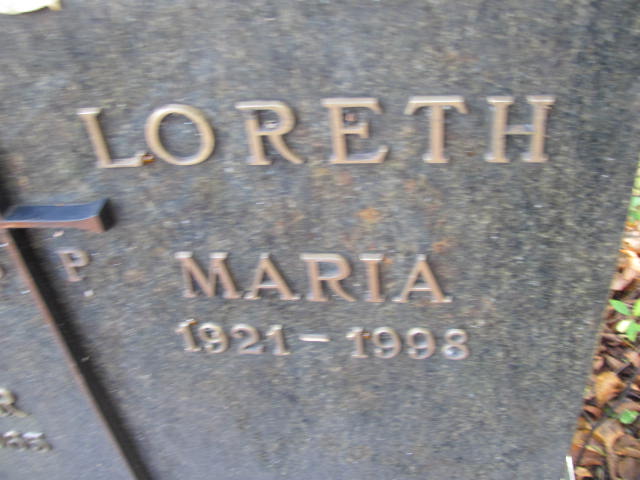 LORETH
P.
MARIA
1921 – 1998